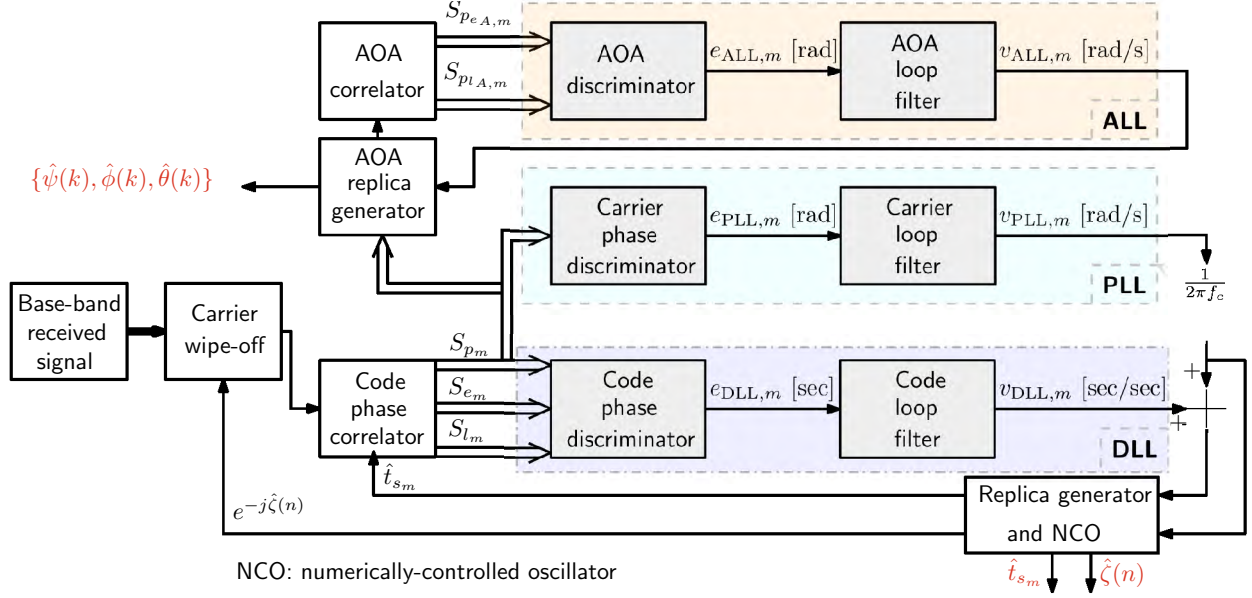 S_{p_{e_{A,m}}}
S_{p_{l_{A,m}}}
AOA
correlator
AOA
discriminator
e_{ALL,m} [rad]
AOA
loop
filter
v_{ALL,m} [rad/s]
ALL
{ψ̂(k), φ̂(k), θ̂(k)}
AOA
replica
generator
Carrier
phase
discriminator
e_{PLL,m} [rad]
Carrier
loop
filter
v_{PLL,m} [rad/s]
PLL
1/(2πf_c)
Base-band
received
signal
Carrier
wipe-off
Code
phase
correlator
S_{p_m}
S_{e_m}
S_{l_m}
Code
phase
discriminator
e_{DLL,m} [sec]
Code
loop
filter
v_{DLL,m} [sec/sec]
DLL
+
+
t̂_{s_m}
e^{-jζ̂(n)}
Replica generator
and NCO
t̂_{s_m}
ζ̂(n)
NCO: numerically-controlled oscillator